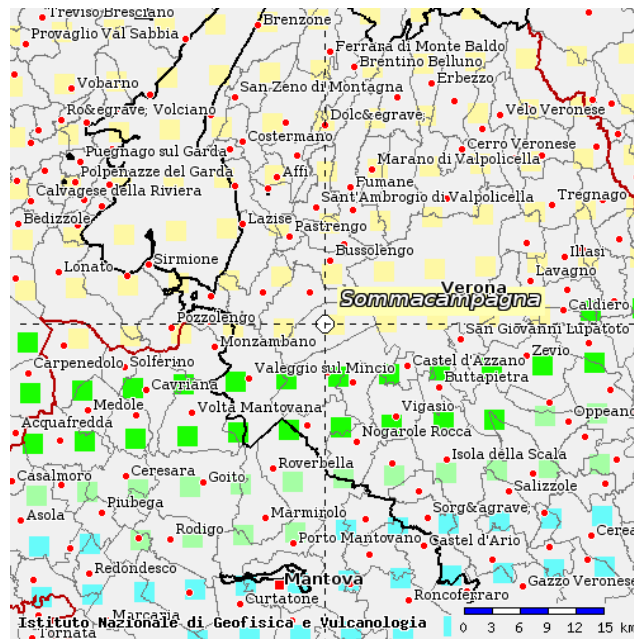 Treviso Bresciano
Brenzone
Provaglio Val Sabbia
Ferrara di Monte Baldo
Brentino Belluno
Erbezzo
Vobarno
San Zeno di Montagna
Ro&egrave; Volciano
Dolc&egrave;
Velo Veronese
Costermano
Cerro Veronese
Puegnago sul Garda
Marano di Valpolicella
Polpenazze del Garda
Affi
Fumane
Calvagese della Riviera
Sant'Ambrogio di Valpolicella
Tregnago
Bedizzole
Lazise
Pastrengo
Bussolengo
Illasi
Sirmione
Lonato
Lavagno
Verona
Sommacampagna
Caldiero
Pozzolengo
San Giovanni Lupatoto
Monzambano
Zevio
Carpenedolo
Solferino
Castel d'Azzano
Valeggio sul Mincio
Buttapietra
Cavriana
Medole
Volta Mantovana
Vigasio
Oppeano
Acquafredda
Nogarole Rocca
Isola della Scala
Roverbella
Casalmoro
Ceresara
Goito
Salizzole
Piubega
Asola
Marmirolo
Sorg&agrave;
Rodigo
Porto Mantovano
Castel d'Ario
Cerea
Redondesco
Mantova
Gazzo Veronese
Roncoferraro
Curtatone
Marcaria
Istituto Nazionale di Geofisica e Vulcanologia
Tornata
0 3 6 9 12 15 km